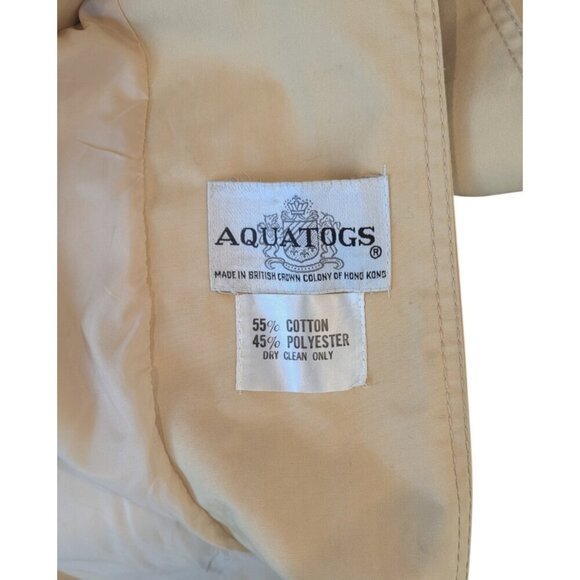 AQUATOGS ®
MADE IN BRITISH CROWN COLONY OF HONG KONG
55% COTTON
45% POLYESTER
DRY CLEAN ONLY